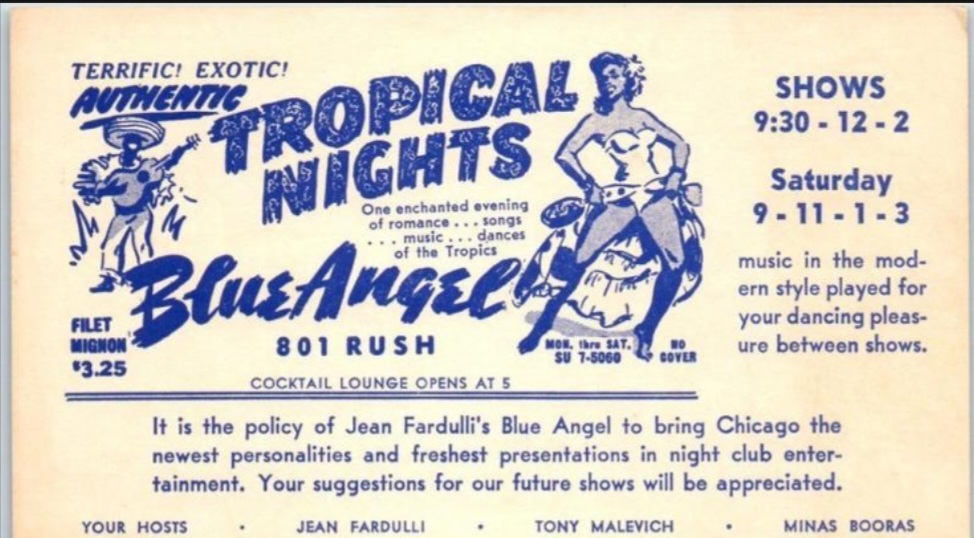 TERRIFIC! EXOTIC!
AUTHENTIC
TROPICAL
NIGHTS
One enchanted evening
of romance . . . songs
. . . music . . . dances
of the Tropics
Blue Angel
801 RUSH
FILET
MIGNON
$3.25
MON. thru SAT.
SU 7-5060
NO
COVER
COCKTAIL LOUNGE OPENS AT 5
SHOWS
9:30 - 12 - 2
Saturday
9 - 11 - 1 - 3
music in the mod-
ern style played for
your dancing pleas-
ure between shows.
It is the policy of Jean Fardulli's Blue Angel to bring Chicago the
newest personalities and freshest presentations in night club enter-
tainment. Your suggestions for our future shows will be appreciated.
YOUR HOSTS • JEAN FARDULLI • TONY MALEVICH • MINAS BOORAS